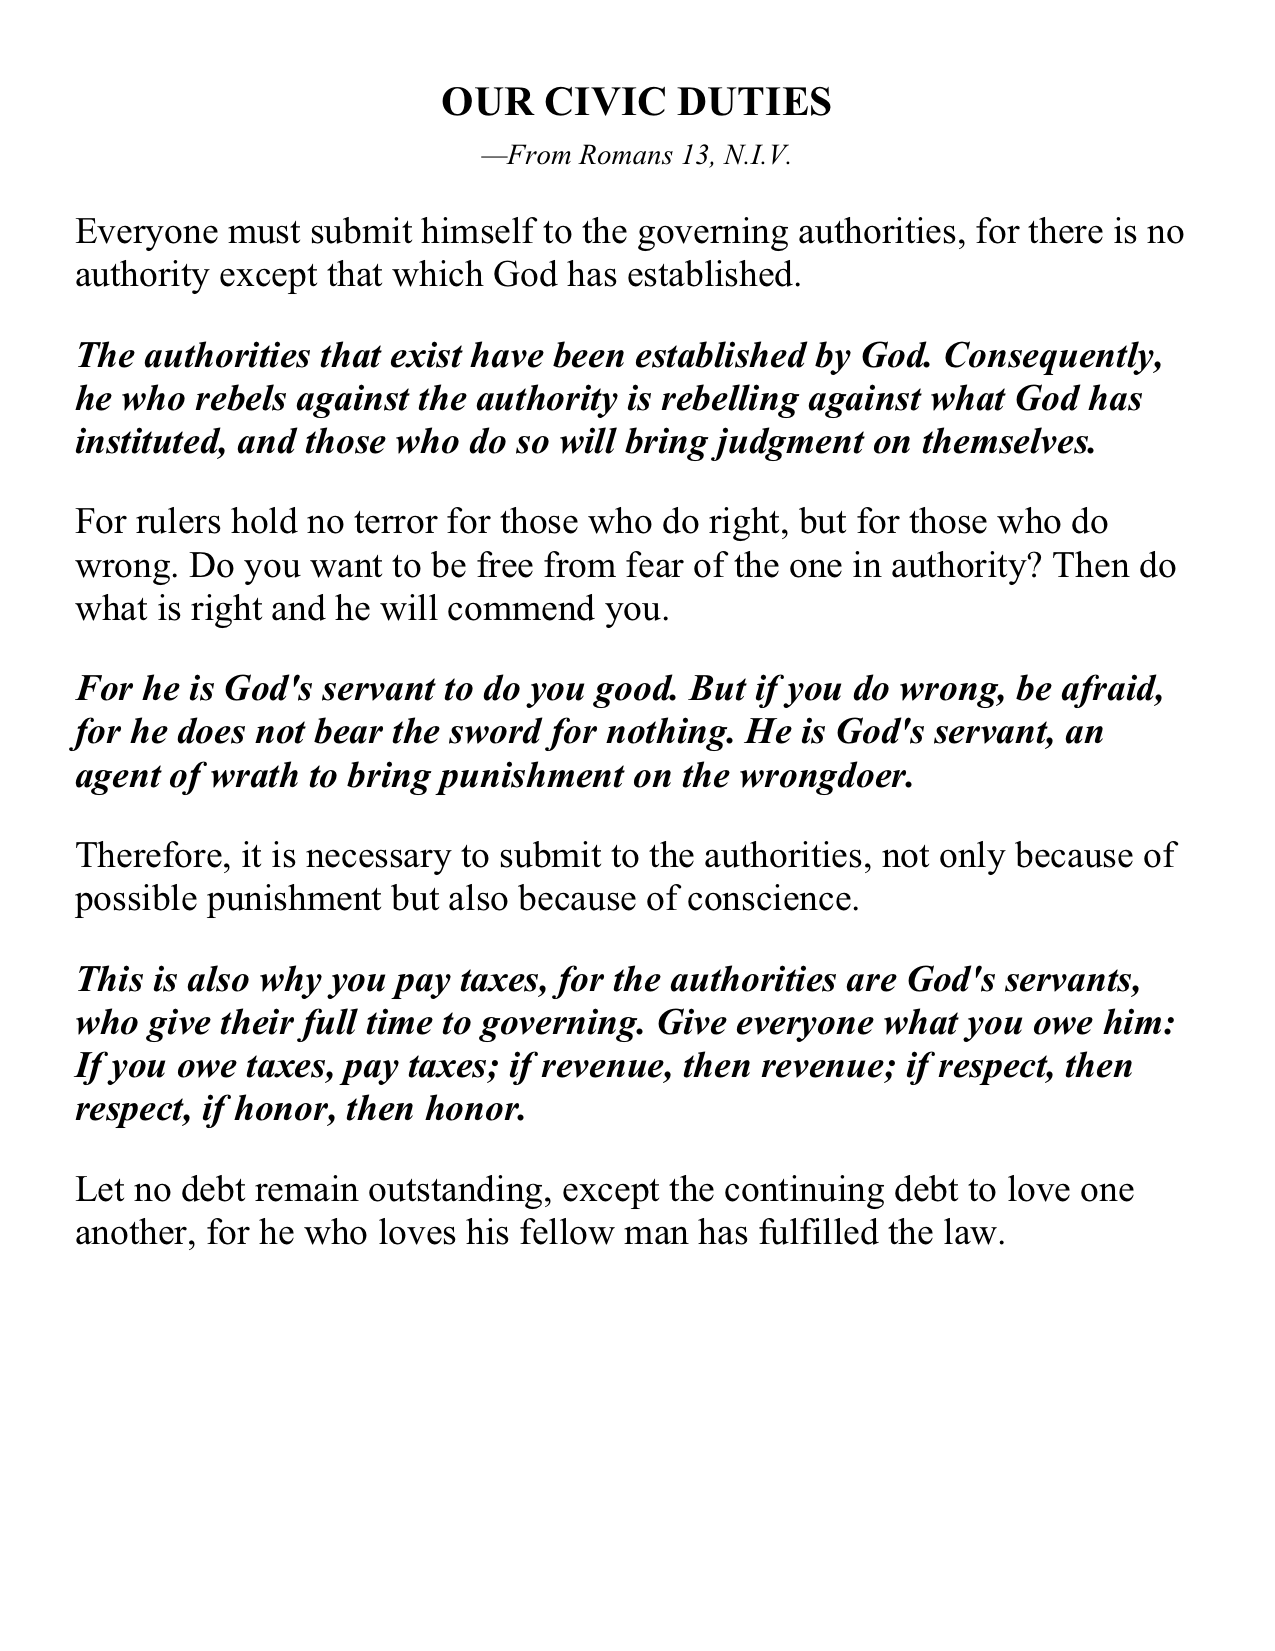 OUR CIVIC DUTIES
—From Romans 13, N.I.V.
Everyone must submit himself to the governing authorities, for there is no
authority except that which God has established.
The authorities that exist have been established by God. Consequently,
he who rebels against the authority is rebelling against what God has
instituted, and those who do so will bring judgment on themselves.
For rulers hold no terror for those who do right, but for those who do
wrong. Do you want to be free from fear of the one in authority? Then do
what is right and he will commend you.
For he is God's servant to do you good. But if you do wrong, be afraid,
for he does not bear the sword for nothing. He is God's servant, an
agent of wrath to bring punishment on the wrongdoer.
Therefore, it is necessary to submit to the authorities, not only because of
possible punishment but also because of conscience.
This is also why you pay taxes, for the authorities are God's servants,
who give their full time to governing. Give everyone what you owe him:
If you owe taxes, pay taxes; if revenue, then revenue; if respect, then
respect, if honor, then honor.
Let no debt remain outstanding, except the continuing debt to love one
another, for he who loves his fellow man has fulfilled the law.